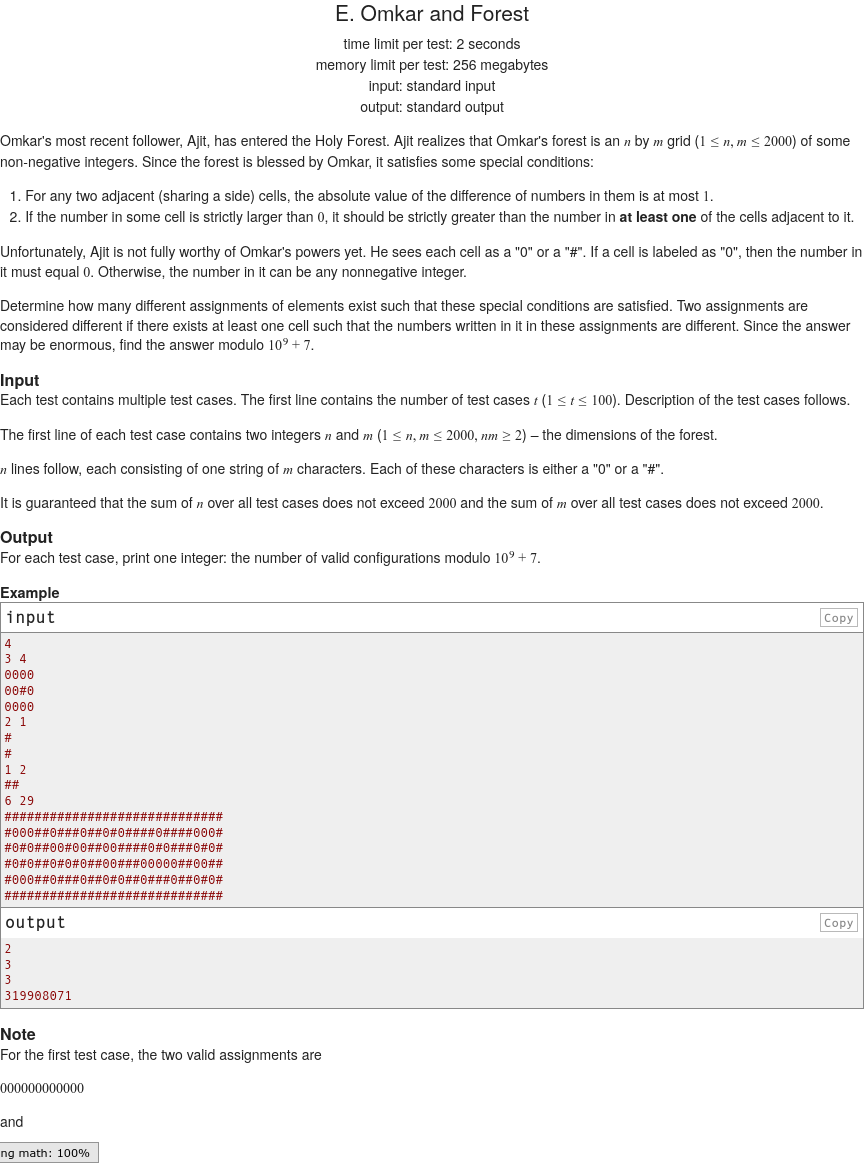 E. Omkar and Forest
time limit per test: 2 seconds
memory limit per test: 256 megabytes
input: standard input
output: standard output
Omkar's most recent follower, Ajit, has entered the Holy Forest. Ajit realizes that Omkar's forest is an n by m grid (1 ≤ n, m ≤ 2000) of some
non-negative integers. Since the forest is blessed by Omkar, it satisfies some special conditions:
1. For any two adjacent (sharing a side) cells, the absolute value of the difference of numbers in them is at most 1.
2. If the number in some cell is strictly larger than 0, it should be strictly greater than the number in at least one of the cells adjacent to it.
Unfortunately, Ajit is not fully worthy of Omkar's powers yet. He sees each cell as a "0" or a "#". If a cell is labeled as "0", then the number in
it must equal 0. Otherwise, the number in it can be any nonnegative integer.
Determine how many different assignments of elements exist such that these special conditions are satisfied. Two assignments are
considered different if there exists at least one cell such that the numbers written in it in these assignments are different. Since the answer
may be enormous, find the answer modulo 10⁹ + 7.
Input
Each test contains multiple test cases. The first line contains the number of test cases t (1 ≤ t ≤ 100). Description of the test cases follows.
The first line of each test case contains two integers n and m (1 ≤ n, m ≤ 2000, nm ≥ 2) – the dimensions of the forest.
n lines follow, each consisting of one string of m characters. Each of these characters is either a "0" or a "#".
It is guaranteed that the sum of n over all test cases does not exceed 2000 and the sum of m over all test cases does not exceed 2000.
Output
For each test case, print one integer: the number of valid configurations modulo 10⁹ + 7.
Example
input
Copy
4
3 4
0000
00#0
0000
2 1
#
#
1 2
##
6 29
#############################
#000##0###0##0#0####0####000#
#0#0##00#00##00####0#0###0#0#
#0#0##0#0#0##00###00000##00##
#000##0###0##0#0##0###0##0#0#
#############################
output
Copy
2
3
3
319908071
Note
For the first test case, the two valid assignments are
000000000000
and
ng math: 100%